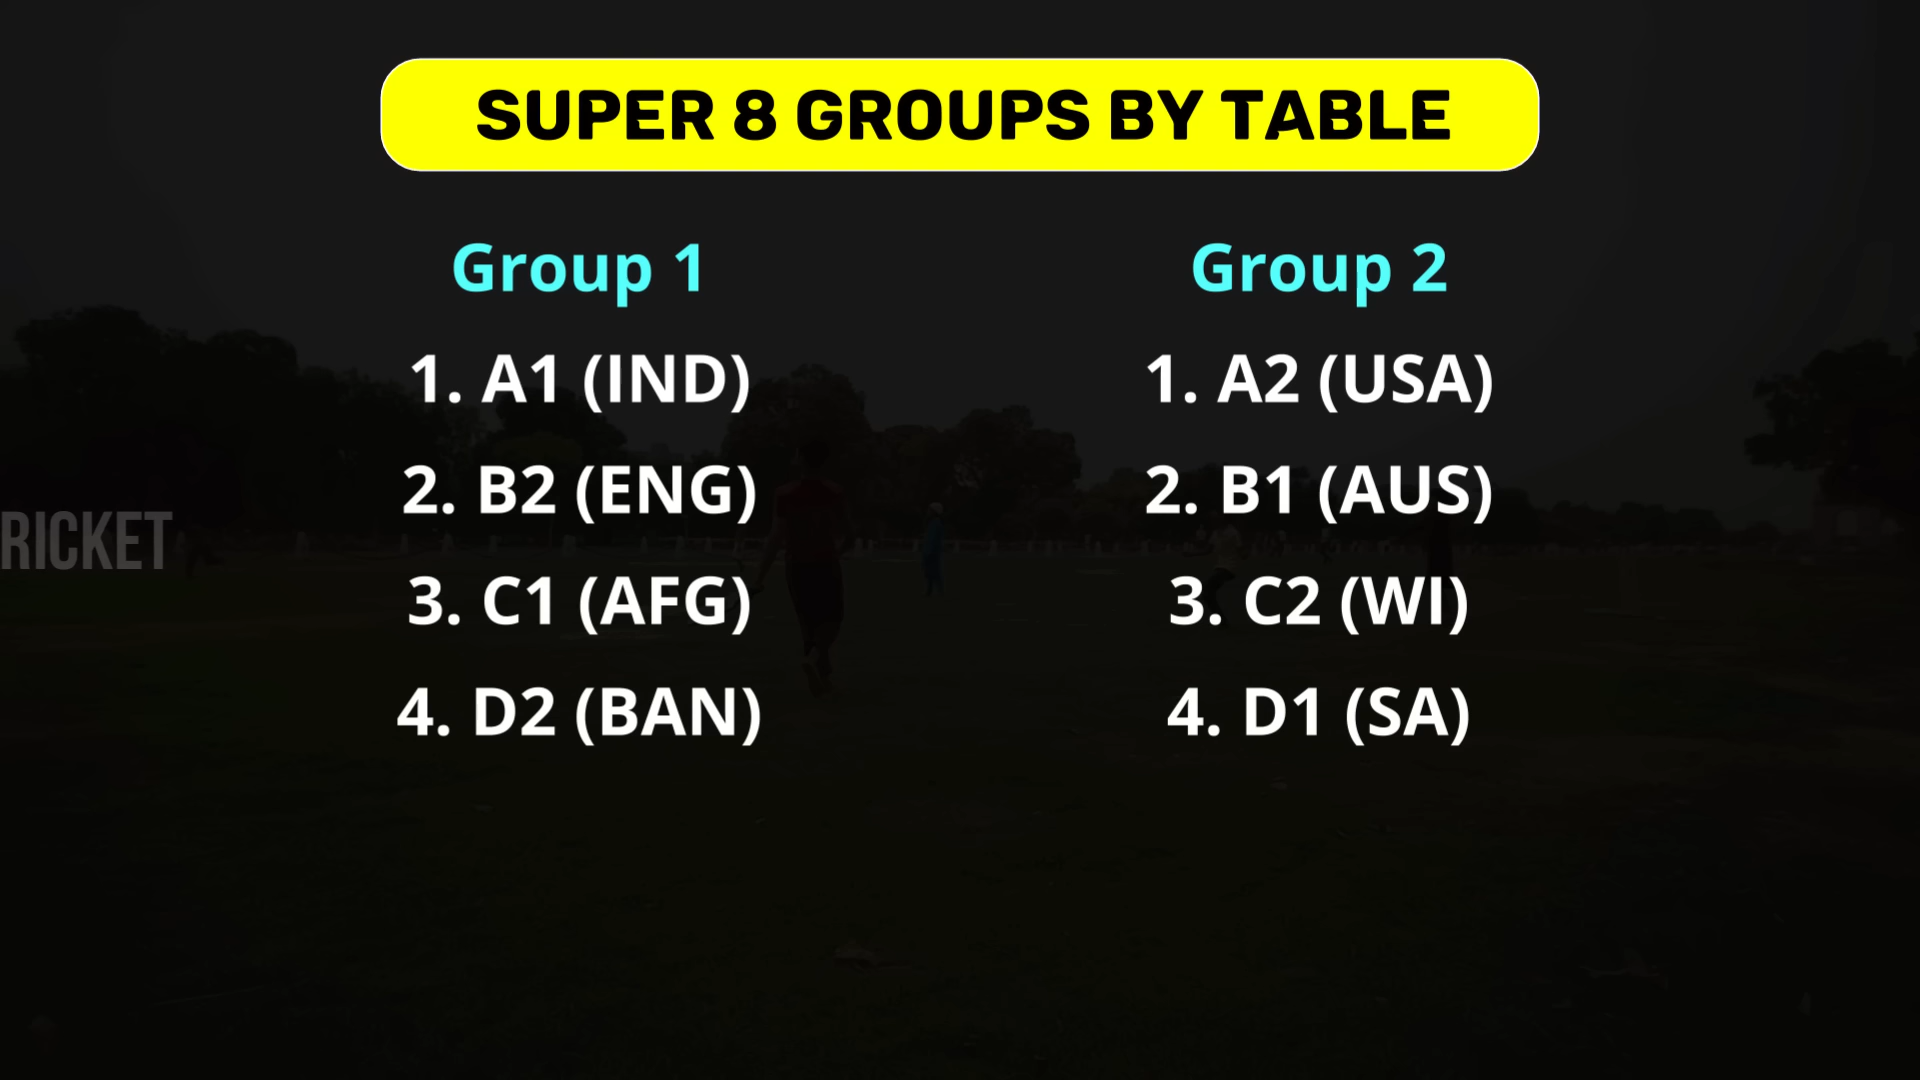 SUPER 8 GROUPS BY TABLE
Group 1
1. A1 (IND)
2. B2 (ENG)
3. C1 (AFG)
4. D2 (BAN)
Group 2
1. A2 (USA)
2. B1 (AUS)
3. C2 (WI)
4. D1 (SA)
RICKET